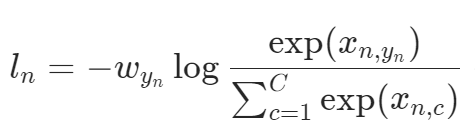 l_n = -w_{y_n} \log \frac{\exp(x_{n,y_n})}{\sum_{c=1}^{C} \exp(x_{n,c})}